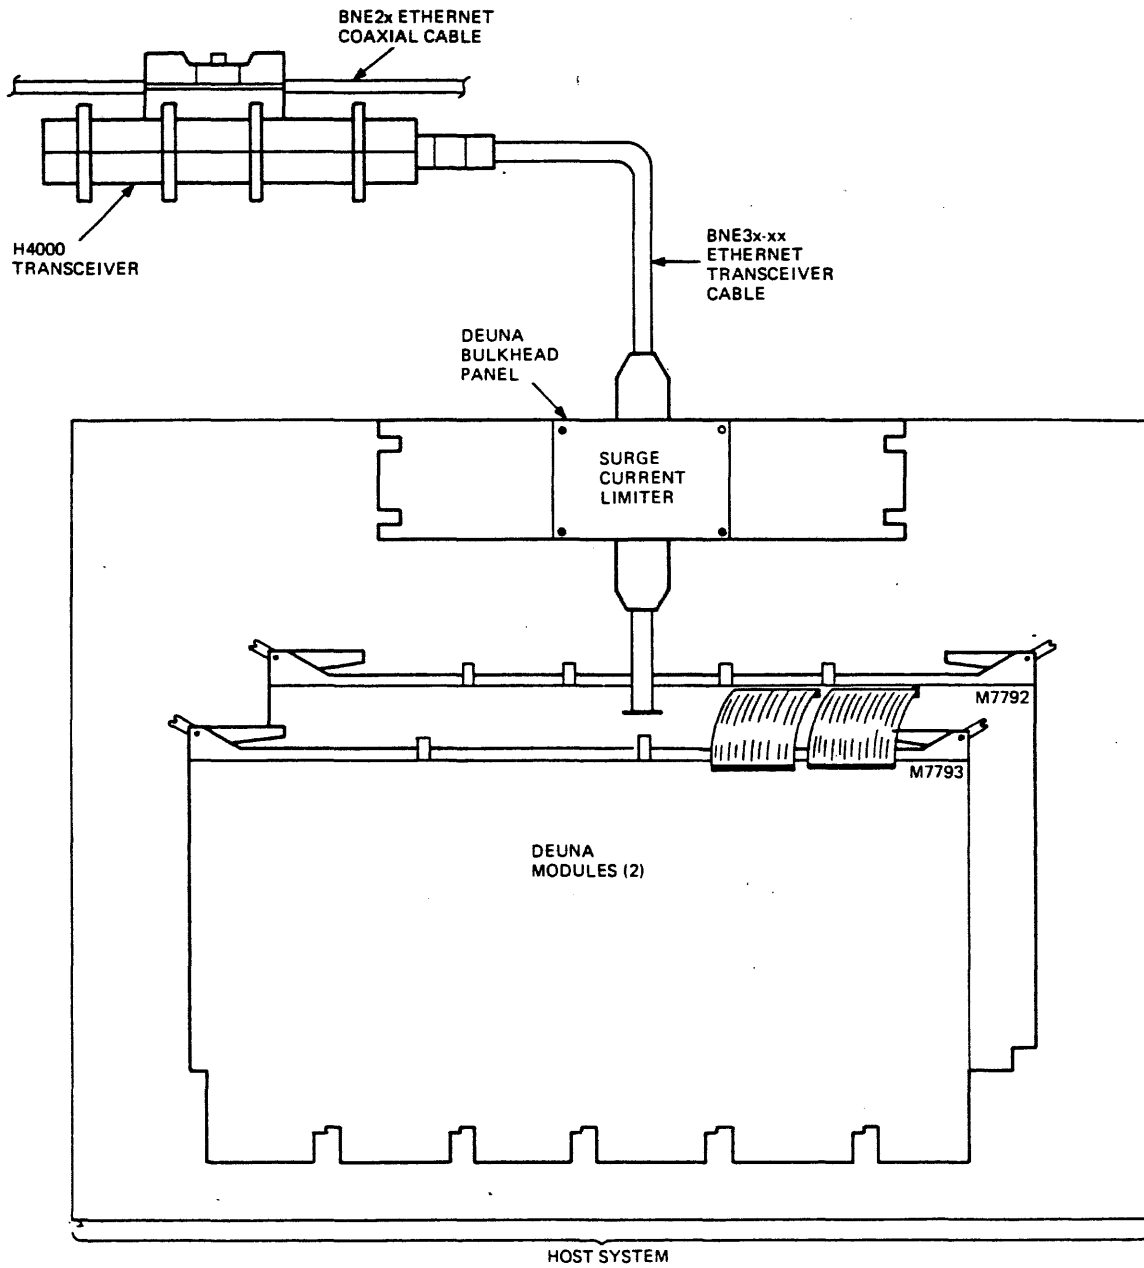 BNE2x ETHERNET
COAXIAL CABLE
H4000
TRANSCEIVER
BNE3x-xx
ETHERNET
TRANSCEIVER
CABLE
DEUNA
BULKHEAD
PANEL
SURGE
CURRENT
LIMITER
M7792
M7793
DEUNA
MODULES (2)
HOST SYSTEM